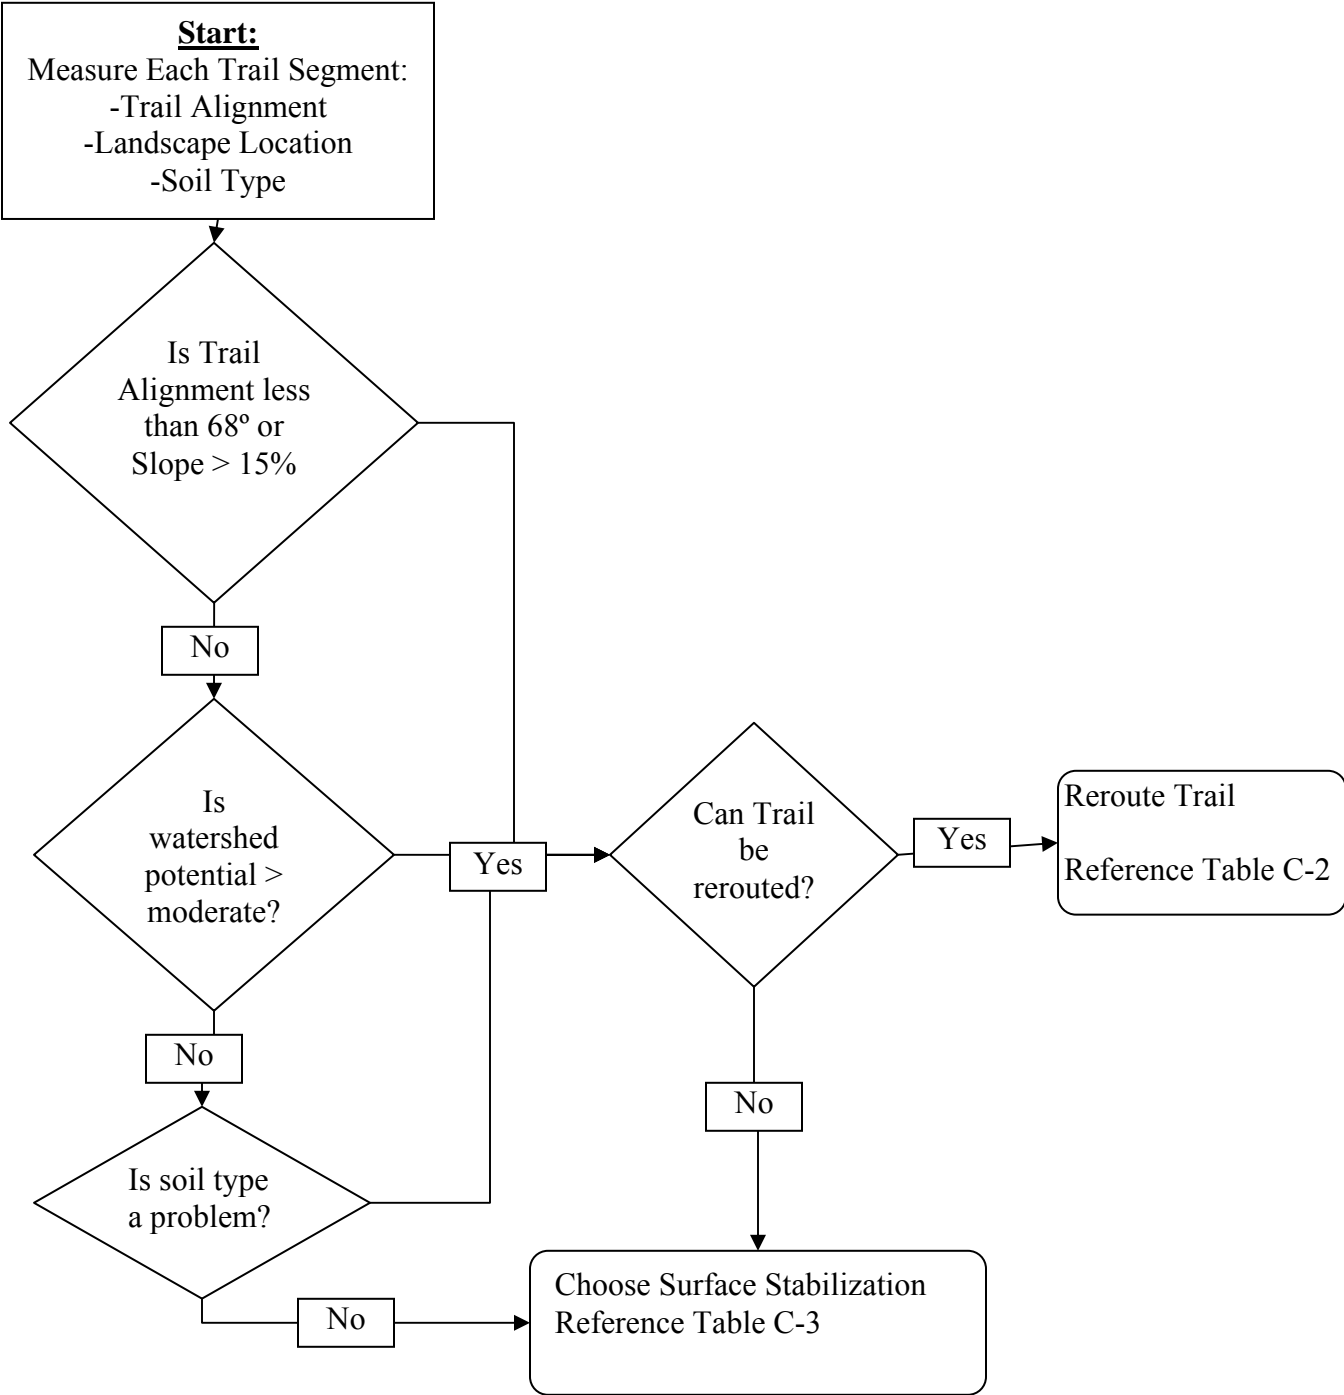 Start:
Measure Each Trail Segment:
-Trail Alignment
-Landscape Location
-Soil Type
Is Trail
Alignment less
than 68º or
Slope > 15%
No
Is
watershed
potential >
moderate?
Yes
Can Trail
be
rerouted?
Yes
Reroute Trail
Reference Table C-2
No
Is soil type
a problem?
No
No
Choose Surface Stabilization
Reference Table C-3